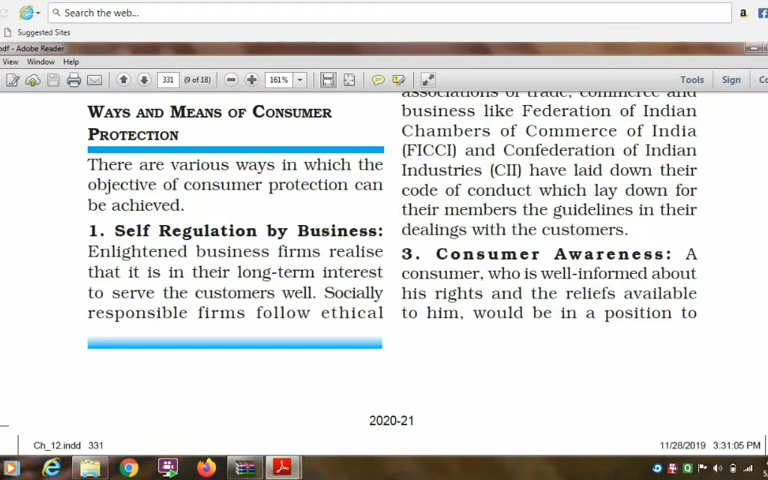 Search the web...
a
Suggested Sites
pdf - Adobe Reader
View Window Help
331 (9 of 18) 161% Tools Sign
WAYS AND MEANS OF CONSUMER
PROTECTION
There are various ways in which the
objective of consumer protection can
be achieved.
1. Self Regulation by Business:
Enlightened business firms realise
that it is in their long-term interest
to serve the customers well. Socially
responsible firms follow ethical
associations of trade, commerce and
business like Federation of Indian
Chambers of Commerce of India
(FICCI) and Confederation of Indian
Industries (CII) have laid down their
code of conduct which lay down for
their members the guidelines in their
dealings with the customers.
3. Consumer Awareness: A
consumer, who is well-informed about
his rights and the reliefs available
to him, would be in a position to
2020-21
Ch_12.indd 331
11/28/2019 3:31:05 PM